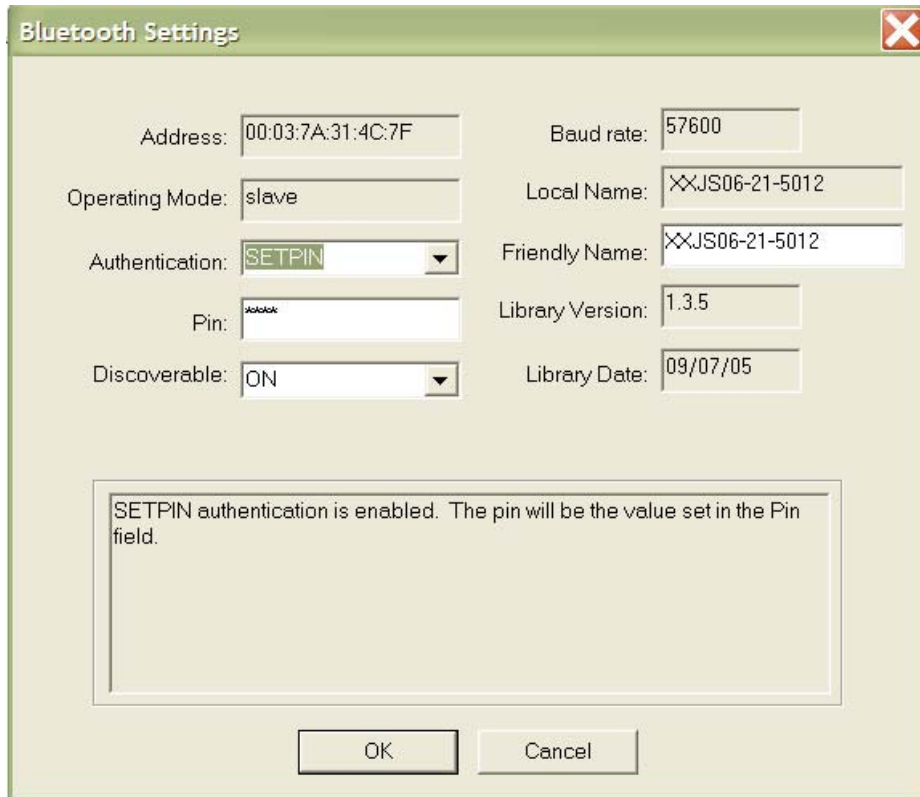 Bluetooth Settings
Address: 00:03:7A:31:4C:7F
Operating Mode: slave
Authentication: SETPIN
Pin: ****
Discoverable: ON
Baud rate: 57600
Local Name: XXJS06-21-5012
Friendly Name: XXJS06-21-5012
Library Version: 1.3.5
Library Date: 09/07/05
SETPIN authentication is enabled.  The pin will be the value set in the Pin
field.
OK
Cancel